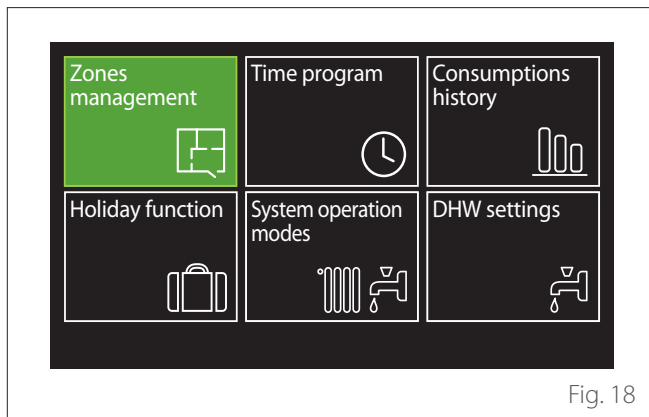 Zones
management
Time program
Consumptions
history
Holiday function
System operation
modes
DHW settings
Fig. 18